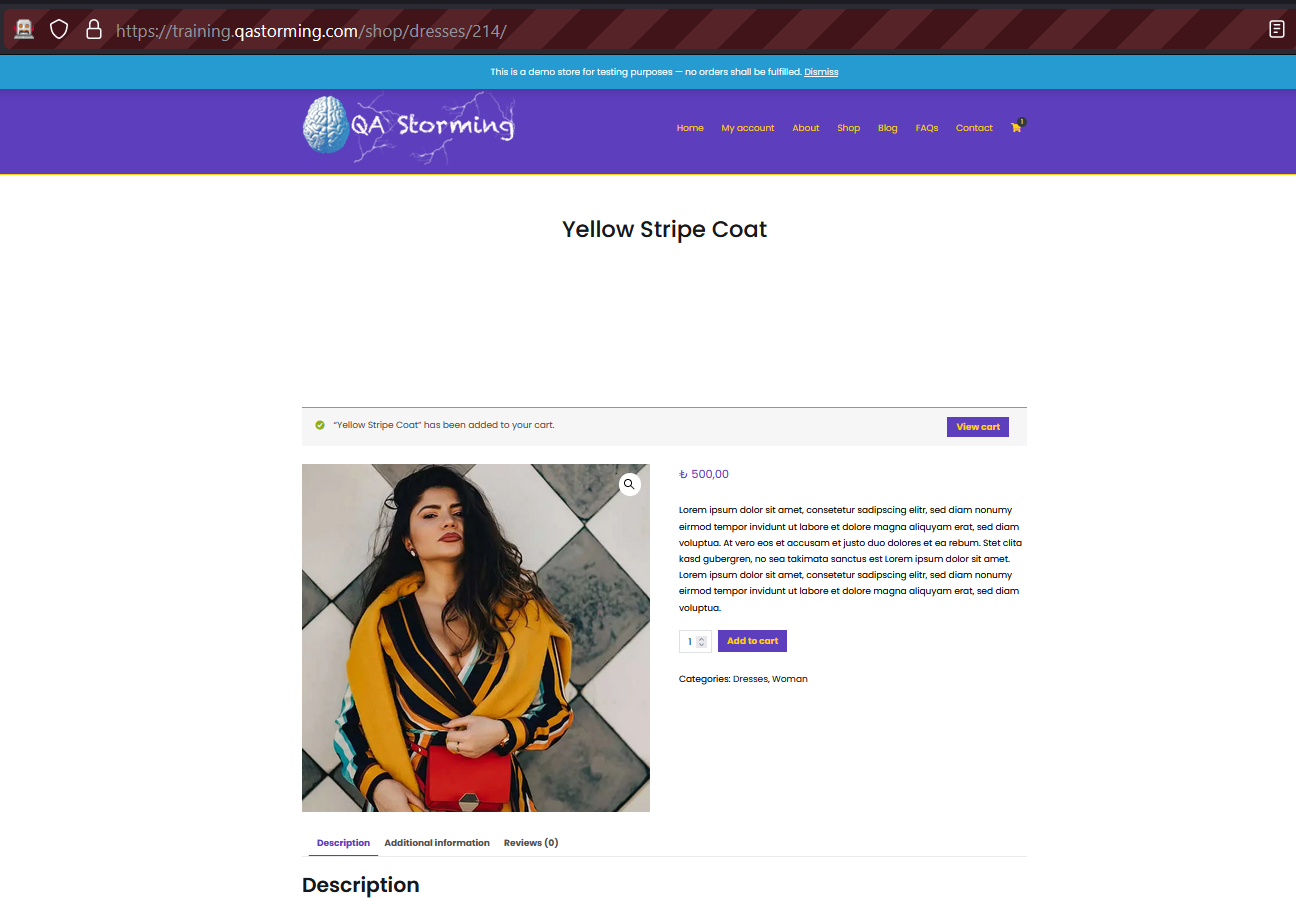 https://training.qastorming.com/shop/dresses/214/
This is a demo store for testing purposes — no orders shall be fulfilled. Dismiss
QA Storming
Home My account About Shop Blog FAQs Contact 1
Yellow Stripe Coat
“Yellow Stripe Coat” has been added to your cart. View cart
₺ 500,00
Lorem ipsum dolor sit amet, consetetur sadipscing elitr, sed diam nonumy
eirmod tempor invidunt ut labore et dolore magna aliquyam erat, sed diam
voluptua. At vero eos et accusam et justo duo dolores et ea rebum. Stet clita
kasd gubergren, no sea takimata sanctus est Lorem ipsum dolor sit amet.
Lorem ipsum dolor sit amet, consetetur sadipscing elitr, sed diam nonumy
eirmod tempor invidunt ut labore et dolore magna aliquyam erat, sed diam
voluptua.
1 Add to cart
Categories: Dresses, Woman
Description Additional information Reviews (0)
Description